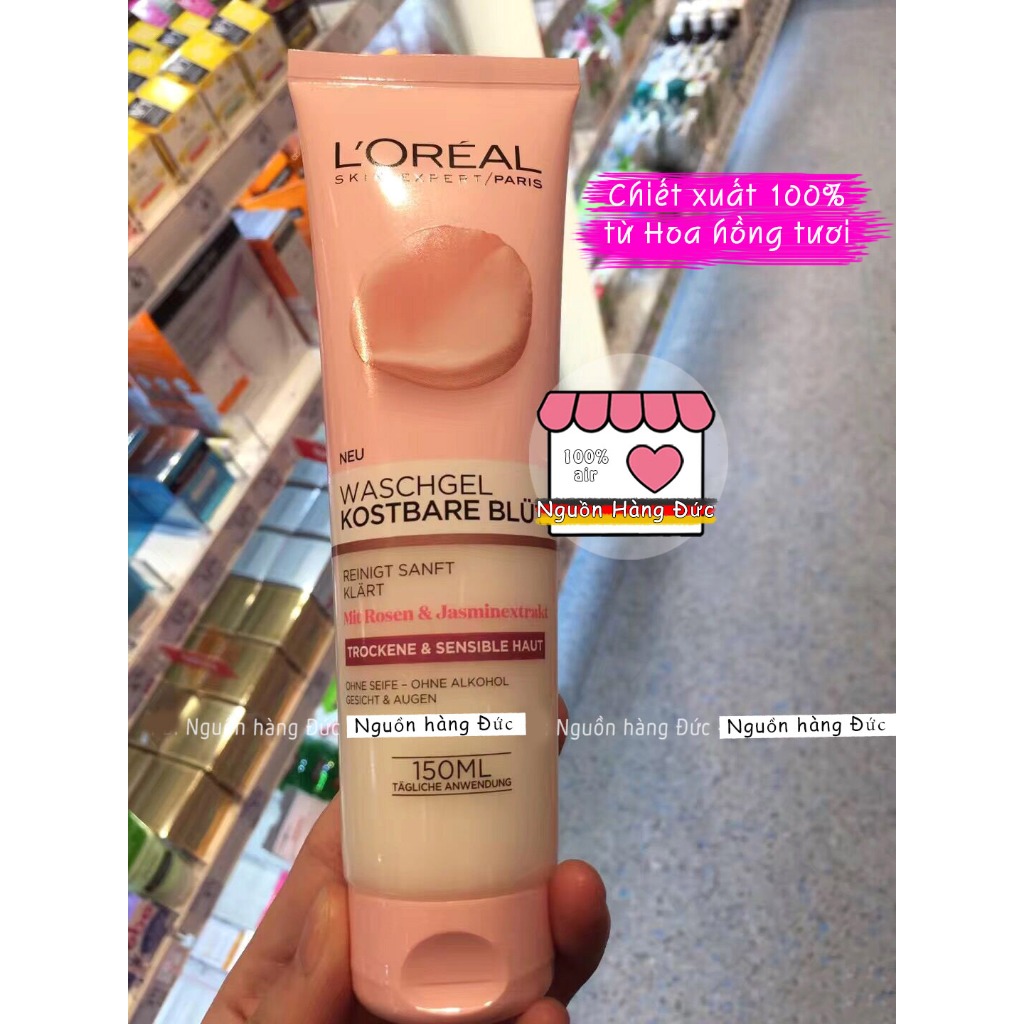 L'ORÉAL
SKIN EXPERT/PARIS
Chiết xuất 100%
từ Hoa hồng tươi
NEU
WASCHGEL
KOSTBARE BLÜ
100%
air
Nguồn Hàng Đức
REINIGT SANFT
KLÄRT
Mit Rosen & Jasminextrakt
TROCKENE & SENSIBLE HAUT
OHNE SEIFE – OHNE ALKOHOL
GESICHT & AUGEN
Nguồn hàng Đức Nguồn hàng Đức Nguồn hàng Đức Nguồn hàng Đức
150ML
TÄGLICHE ANWENDUNG